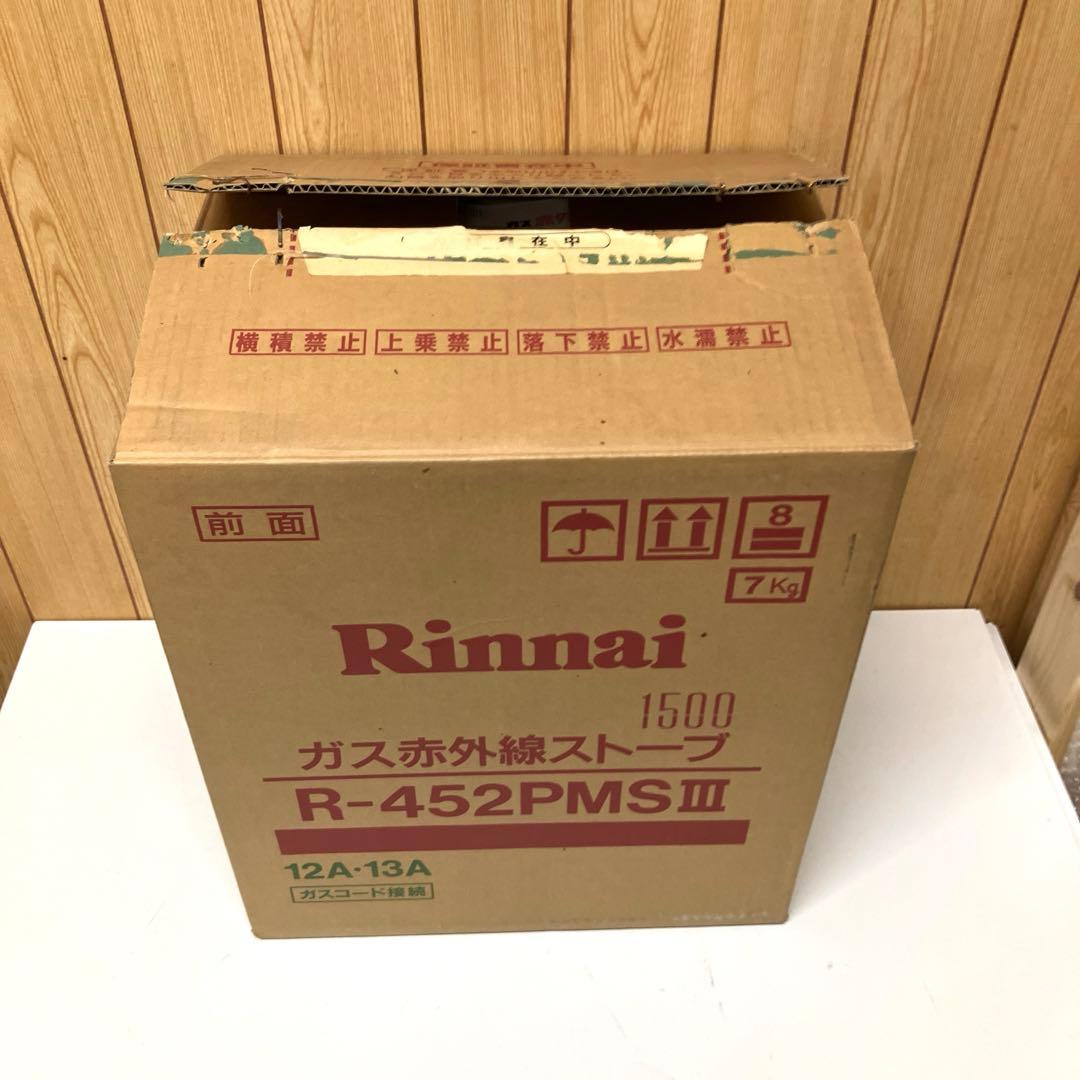 在中
横積禁止 上乗禁止 落下禁止 水濡禁止
前面
8
7Kg
Rinnai
1500
ガス赤外線ストーブ
R-452PMSⅢ
12A・13A
ガスコード接続